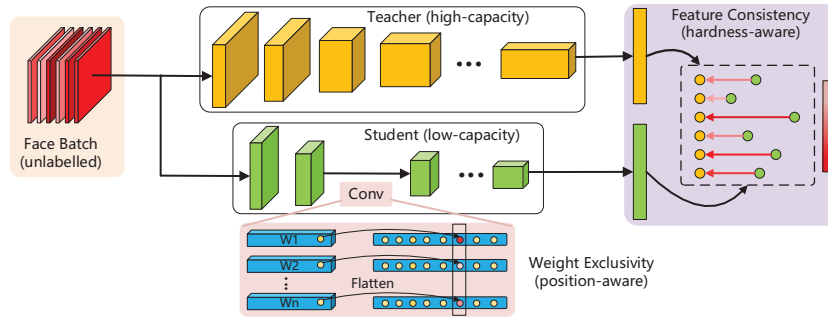 Teacher (high-capacity)
Feature Consistency
(hardness-aware)
Face Batch
(unlabelled)
Student (low-capacity)
Conv
W1
W2
Wn
Flatten
Weight Exclusivity
(position-aware)